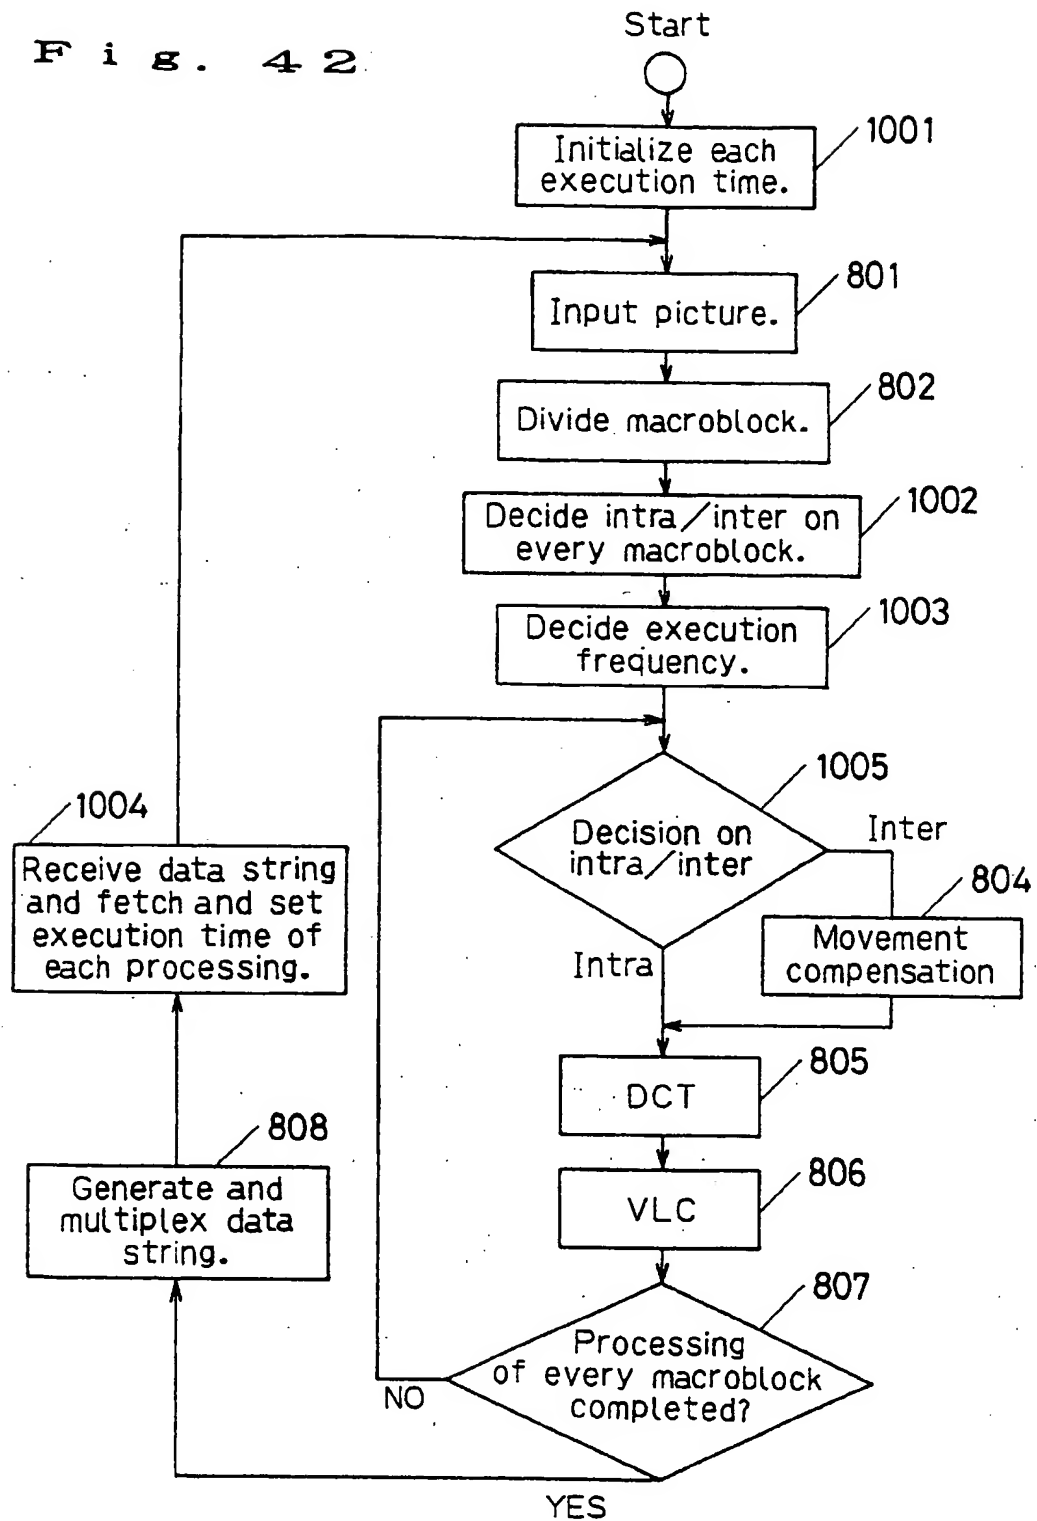 Fig. 42
Start
1001
Initialize each
execution time.
801
Input picture.
802
Divide macroblock.
1002
Decide intra/inter on
every macroblock.
1003
Decide execution
frequency.
1005
Decision on
intra/inter
Inter
804
Movement
compensation
Intra
1004
Receive data string
and fetch and set
execution time of
each processing.
805
DCT
808
Generate and
multiplex data
string.
806
VLC
807
Processing
of every macroblock
completed?
NO
YES